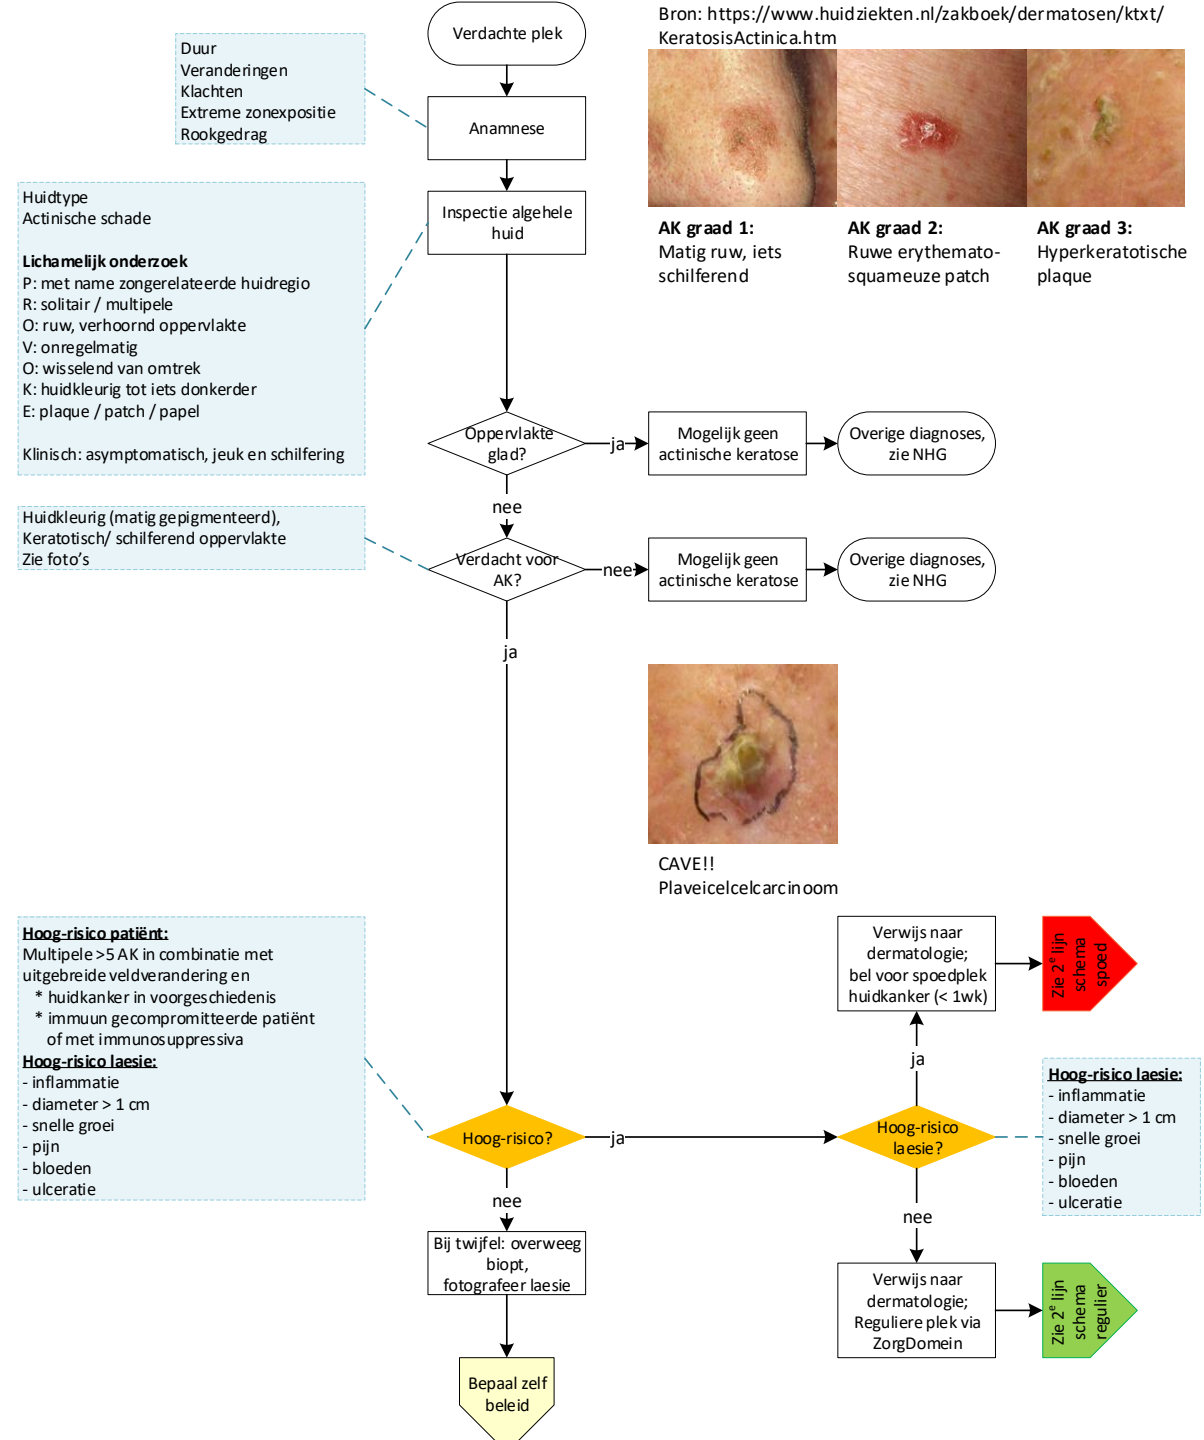 Bron: https://www.huidziekten.nl/zakboek/dermatosen/ktxt/
KeratosisActinica.htm
Verdachte plek
Duur
Veranderingen
Klachten
Extreme zonexpositie
Rookgedrag
Anamnese
Huidtype
Actinische schade
Lichamelijk onderzoek
P: met name zongerelateerde huidregio
R: solitair / multipele
O: ruw, verhoornd oppervlakte
V: onregelmatig
O: wisselend van omtrek
K: huidkleurig tot iets donkerder
E: plaque / patch / papel
Klinisch: asymptomatisch, jeuk en schilfering
Inspectie algehele
huid
AK graad 1:
Matig ruw, iets
schilferend
AK graad 2:
Ruwe erythemato-
squameuze patch
AK graad 3:
Hyperkeratotische
plaque
Oppervlakte
glad?
ja
Mogelijk geen
actinische keratose
Overige diagnoses,
zie NHG
nee
Huidkleurig (matig gepigmenteerd),
Keratotisch/ schilferend oppervlakte
Zie foto's
Verdacht voor
AK?
nee
Mogelijk geen
actinische keratose
Overige diagnoses,
zie NHG
ja
CAVE!!
Plaveicelcelcarcinoom
Hoog-risico patiënt:
Multipele >5 AK in combinatie met
uitgebreide veldverandering en
* huidkanker in voorgeschiedenis
* immuun gecompromitteerde patiënt
of met immunosuppressiva
Hoog-risico laesie:
- inflammatie
- diameter > 1 cm
- snelle groei
- pijn
- bloeden
- ulceratie
Verwijs naar
dermatologie;
bel voor spoedplek
huidkanker (< 1wk)
Zie 2e lijn
schema
spoed
ja
Hoog-risico?
ja
Hoog-risico
laesie?
Hoog-risico laesie:
- inflammatie
- diameter > 1 cm
- snelle groei
- pijn
- bloeden
- ulceratie
nee
nee
Bij twijfel: overweeg
biopt,
fotografeer laesie
Verwijs naar
dermatologie;
Reguliere plek via
ZorgDomein
Zie 2e lijn
schema
regulier
Bepaal zelf
beleid